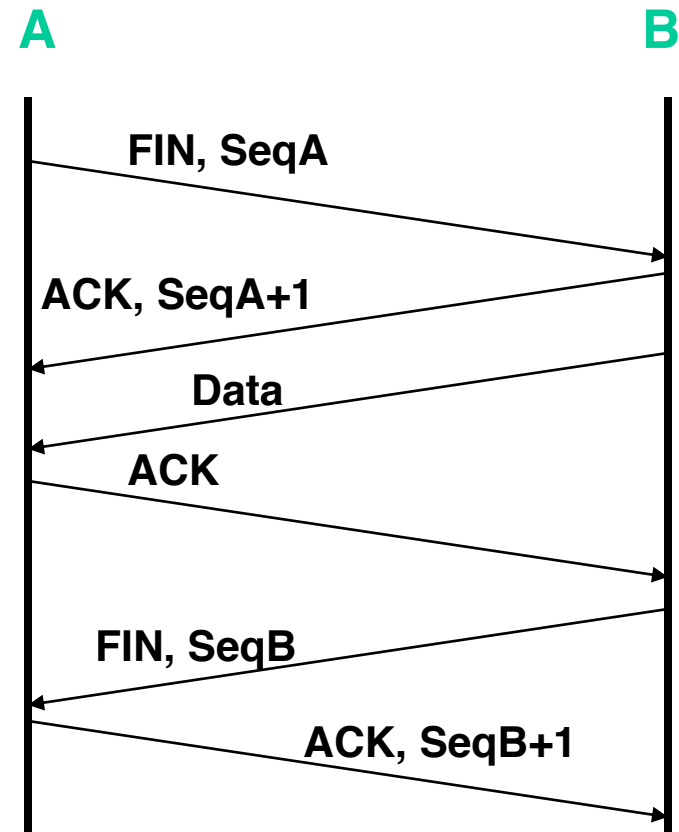 A B
FIN, SeqA
ACK, SeqA+1
Data
ACK
FIN, SeqB
ACK, SeqB+1